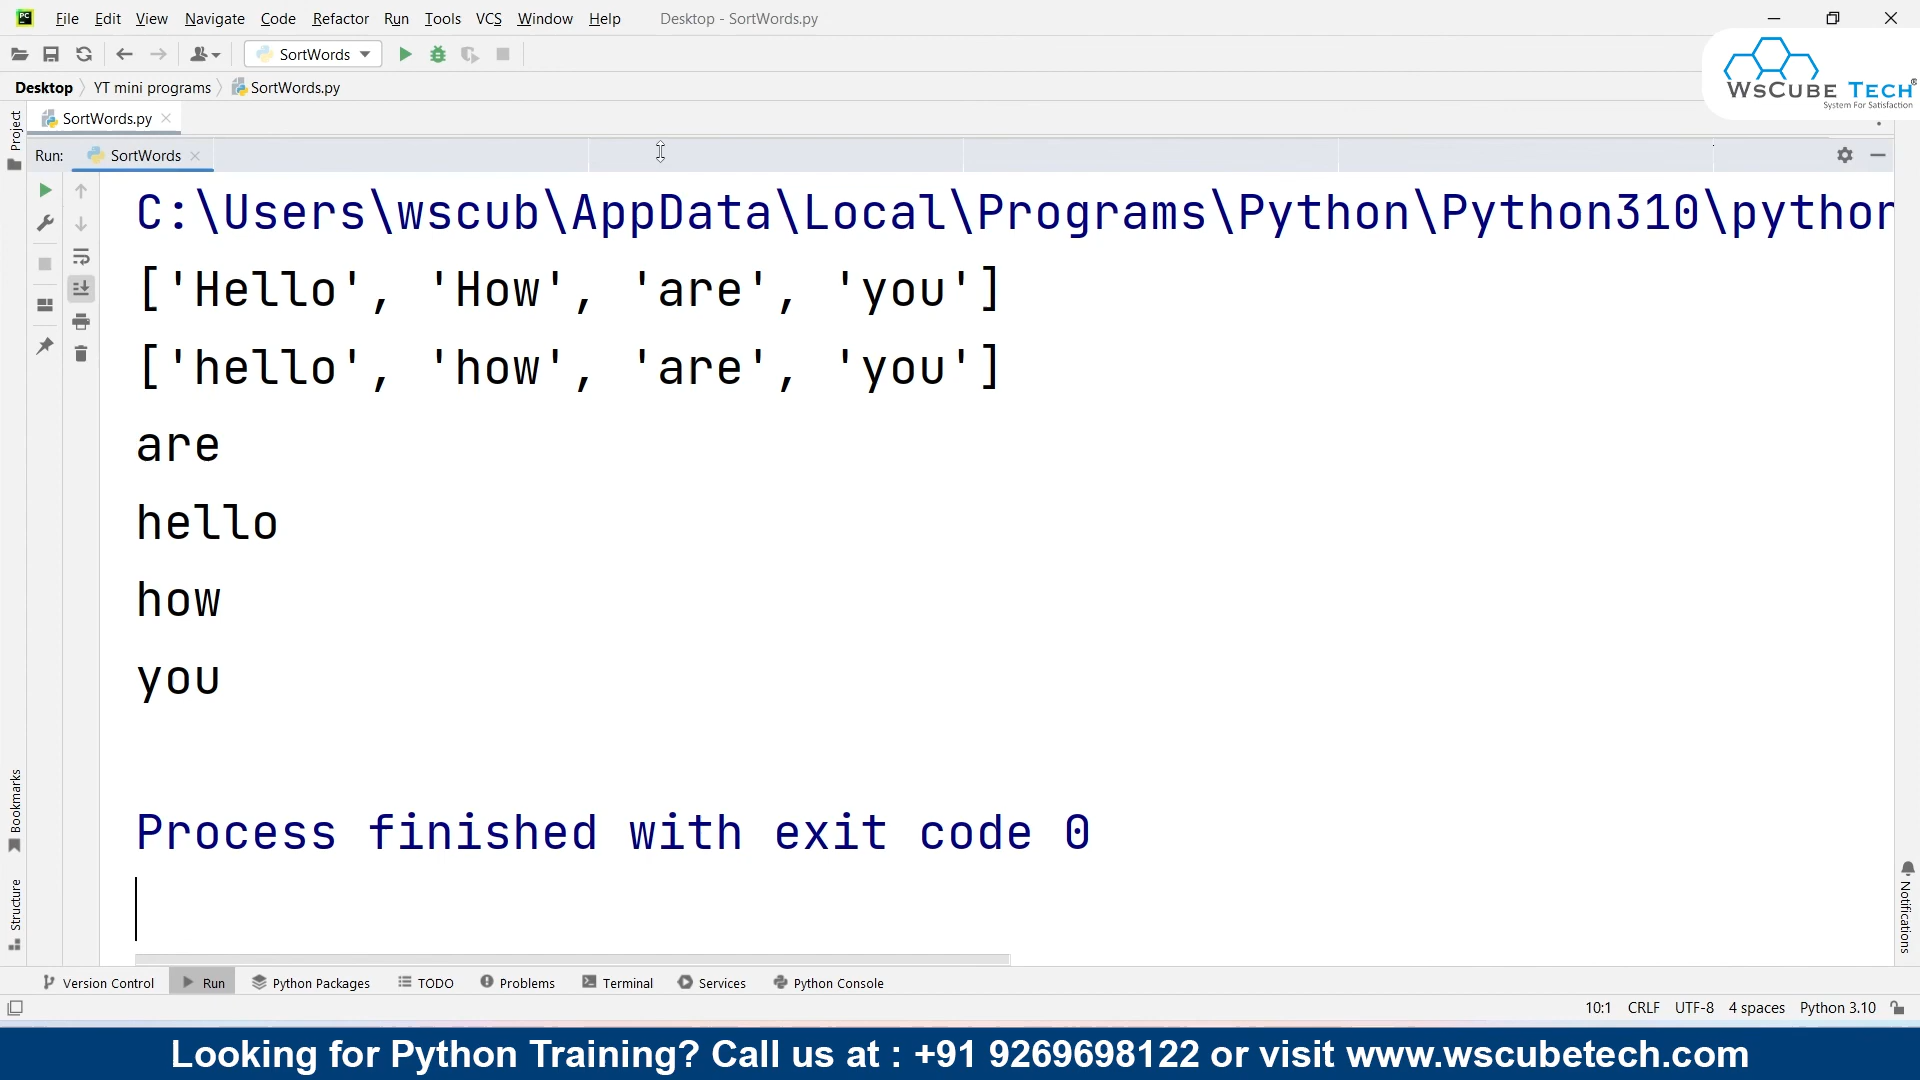 File Edit View Navigate Code Refactor Run Tools VCS Window Help Desktop - SortWords.py
SortWords
WsCube Tech®
System For Satisfaction
Desktop YT mini programs SortWords.py
SortWords.py
Project
Run: SortWords
C:\Users\wscub\AppData\Local\Programs\Python\Python310\python
['Hello', 'How', 'are', 'you']
['hello', 'how', 'are', 'you']
are
hello
how
you
Process finished with exit code 0
Bookmarks
Structure
Notifications
Version Control Run Python Packages TODO Problems Terminal Services Python Console
10:1 CRLF UTF-8 4 spaces Python 3.10
Looking for Python Training? Call us at : +91 9269698122 or visit www.wscubetech.com